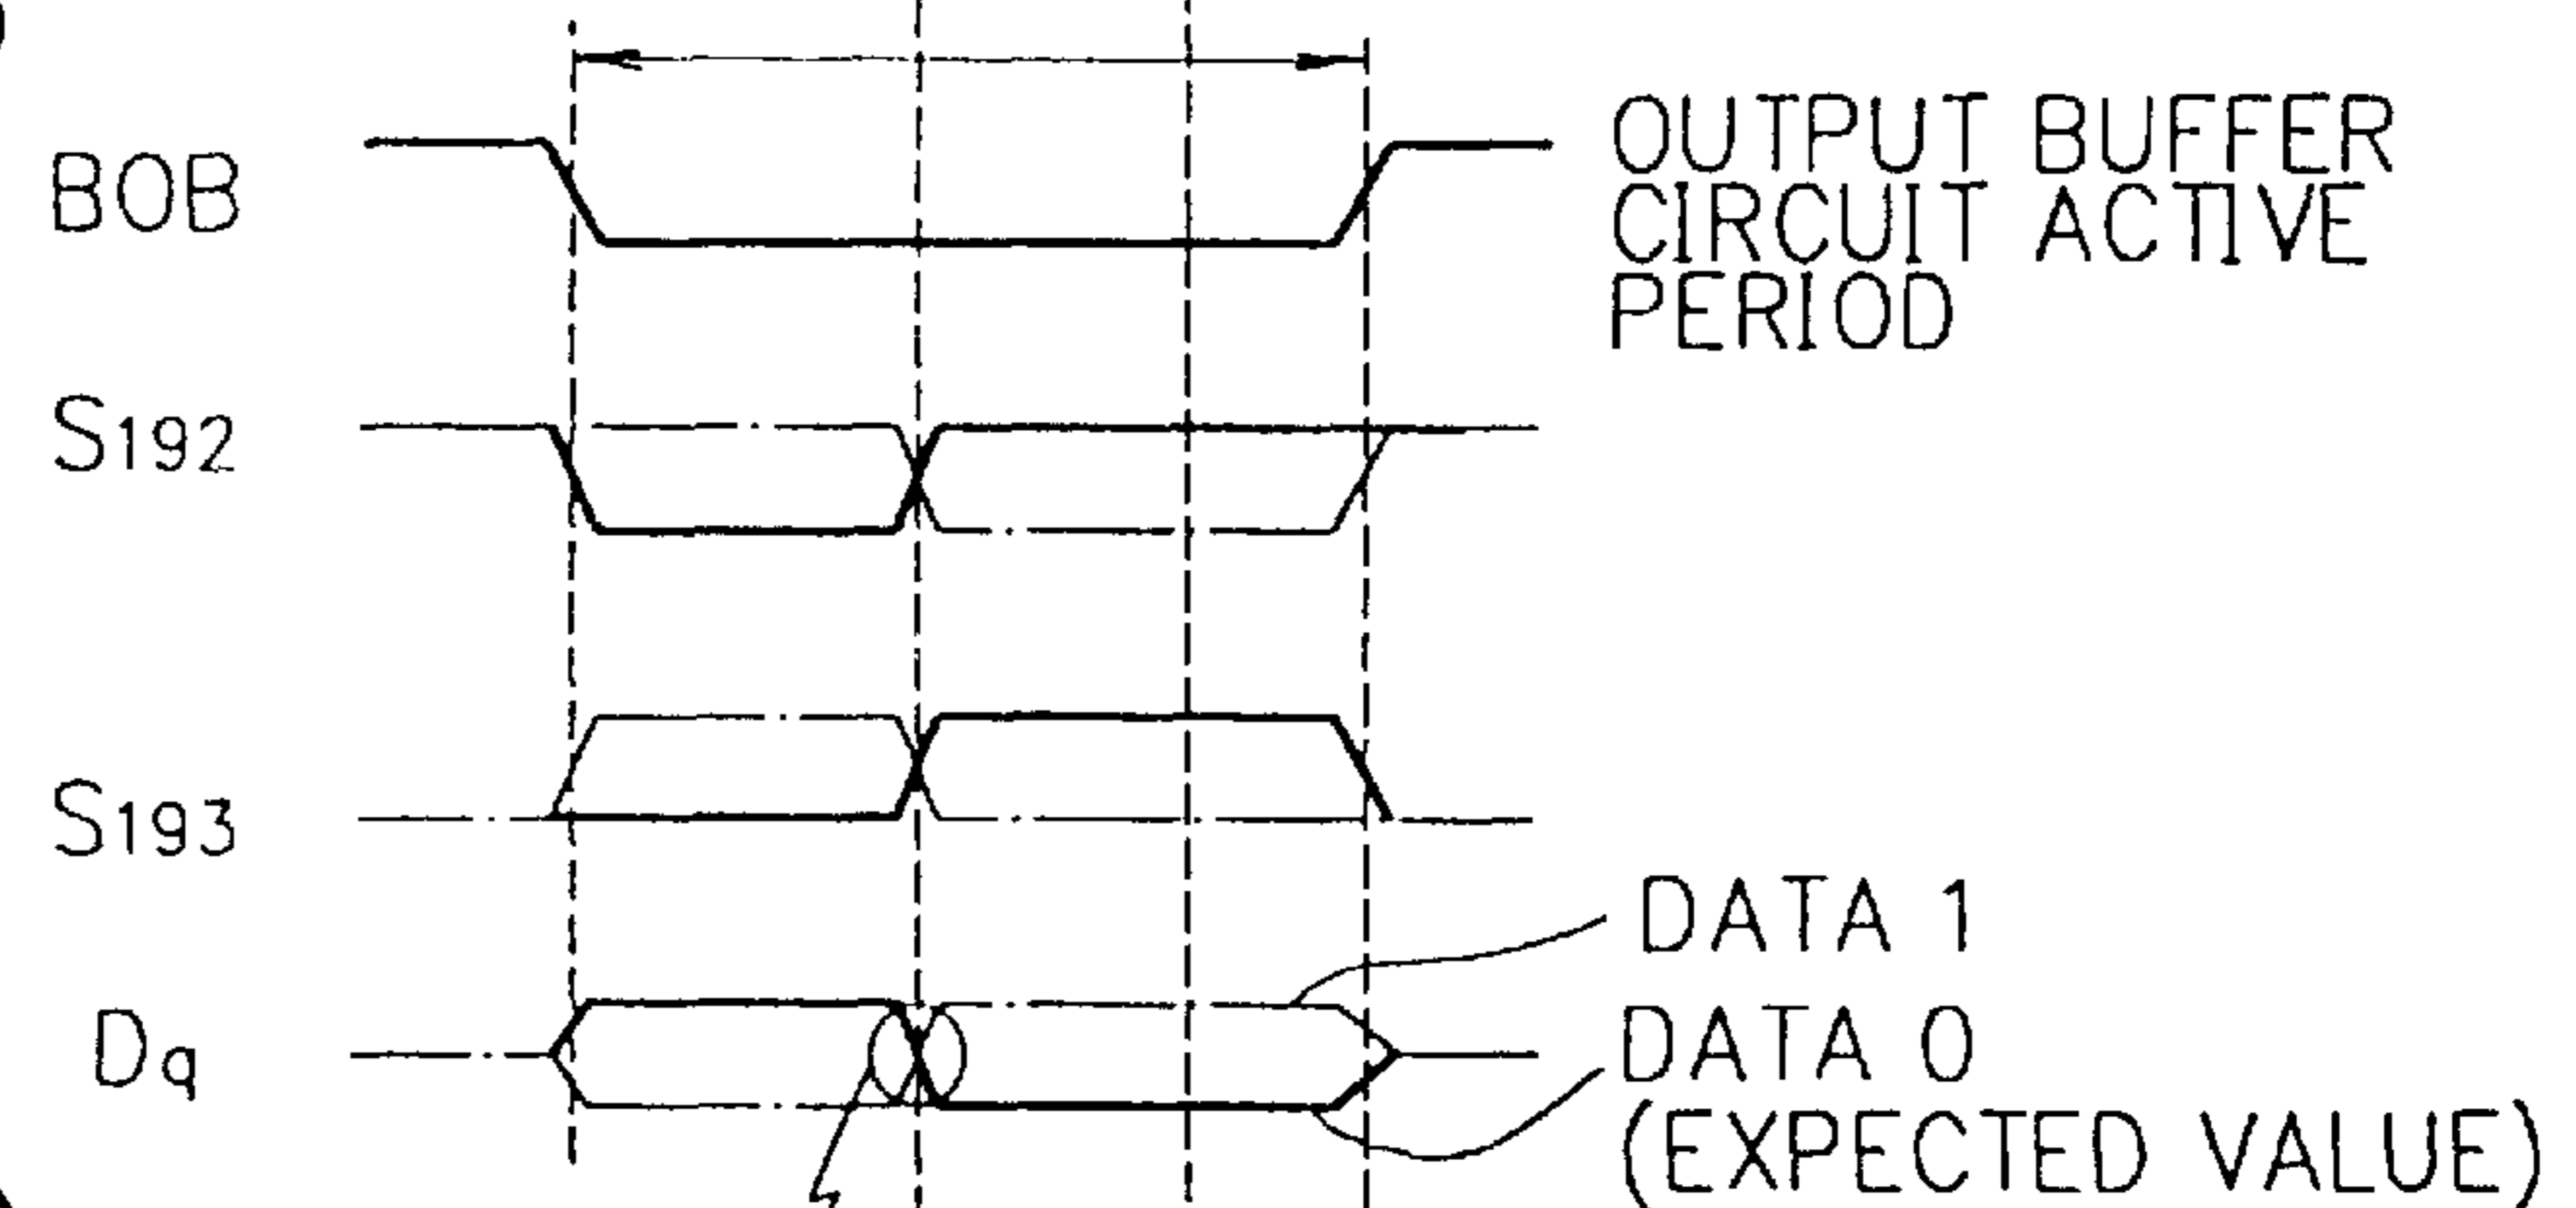 BOB
OUTPUT BUFFER
CIRCUIT ACTIVE
PERIOD
S192
S193
DATA 1
Dq
DATA 0
(EXPECTED VALUE)